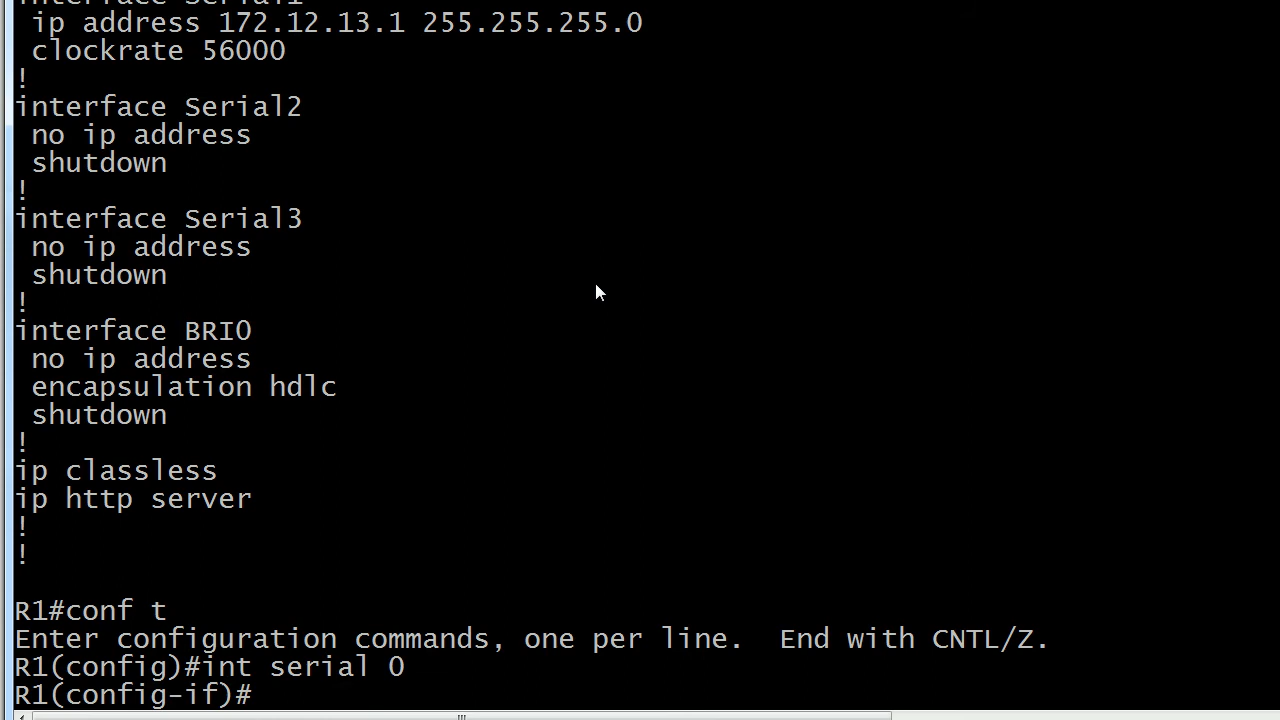 interface Serial1
ip address 172.12.13.1 255.255.255.0
clockrate 56000
!
interface Serial2
no ip address
shutdown
!
interface Serial3
no ip address
shutdown
!
interface BRI0
no ip address
encapsulation hdlc
shutdown
!
ip classless
ip http server
!
!
R1#conf t
Enter configuration commands, one per line.  End with CNTL/Z.
R1(config)#int serial 0
R1(config-if)#